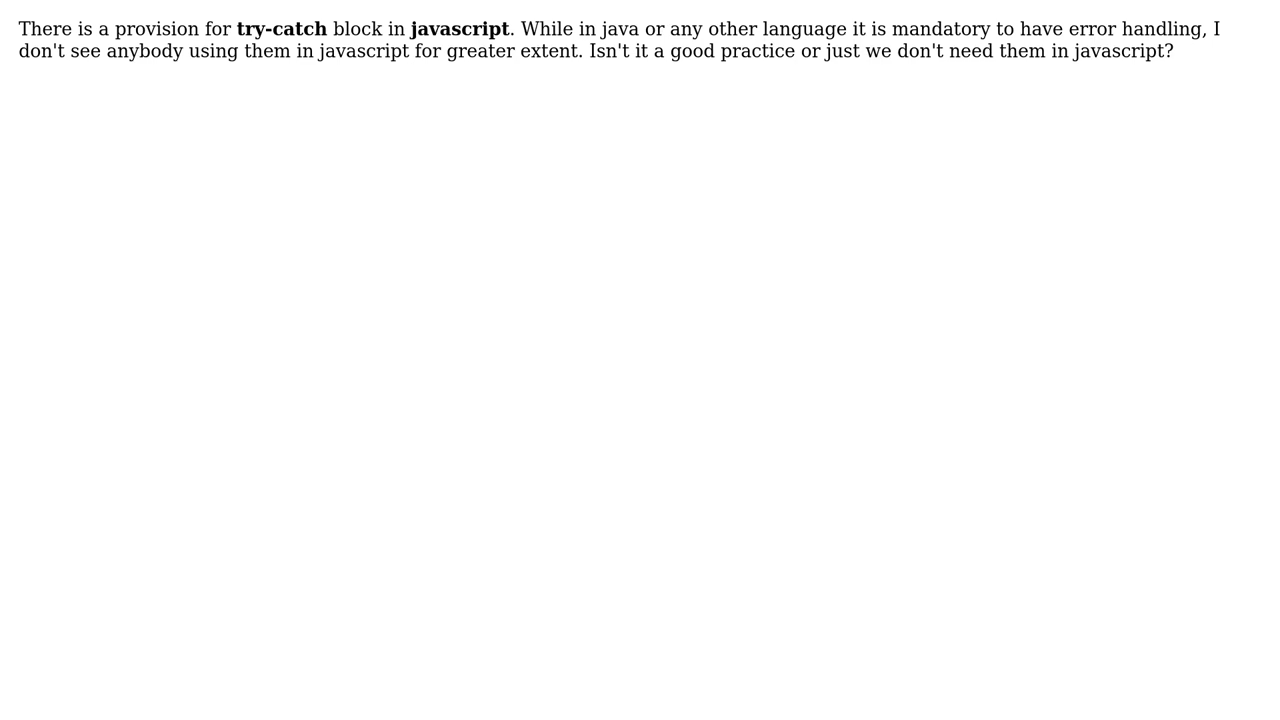 There is a provision for try-catch block in javascript. While in java or any other language it is mandatory to have error handling, I
don't see anybody using them in javascript for greater extent. Isn't it a good practice or just we don't need them in javascript?